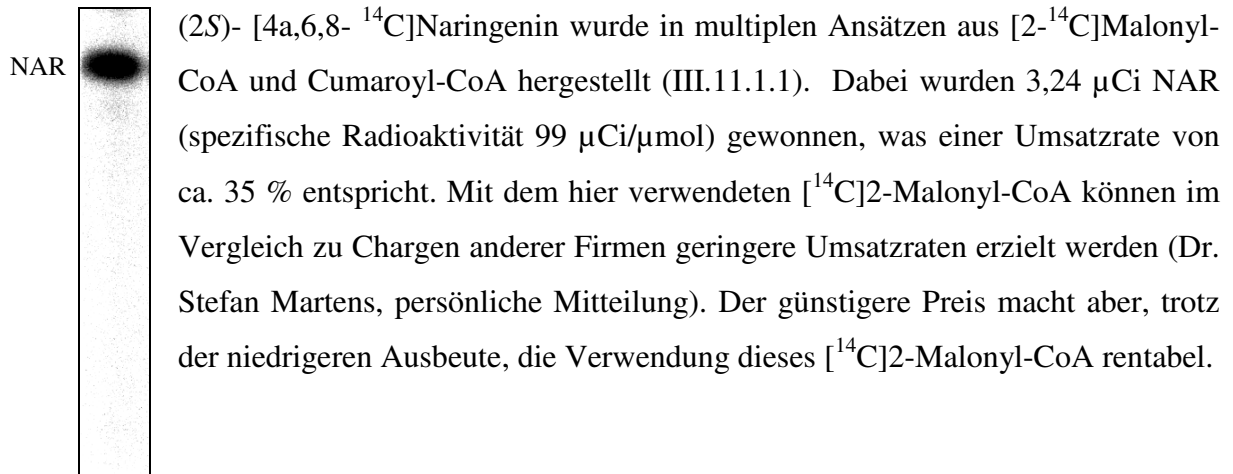 (2S)- [4a,6,8- ¹⁴C]Naringenin wurde in multiplen Ansätzen aus [2-¹⁴C]Malonyl-
NAR
CoA und Cumaroyl-CoA hergestellt (III.11.1.1). Dabei wurden 3,24 µCi NAR
(spezifische Radioaktivität 99 µCi/µmol) gewonnen, was einer Umsatzrate von
ca. 35 % entspricht. Mit dem hier verwendeten [¹⁴C]2-Malonyl-CoA können im
Vergleich zu Chargen anderer Firmen geringere Umsatzraten erzielt werden (Dr.
Stefan Martens, persönliche Mitteilung). Der günstigere Preis macht aber, trotz
der niedrigeren Ausbeute, die Verwendung dieses [¹⁴C]2-Malonyl-CoA rentabel.